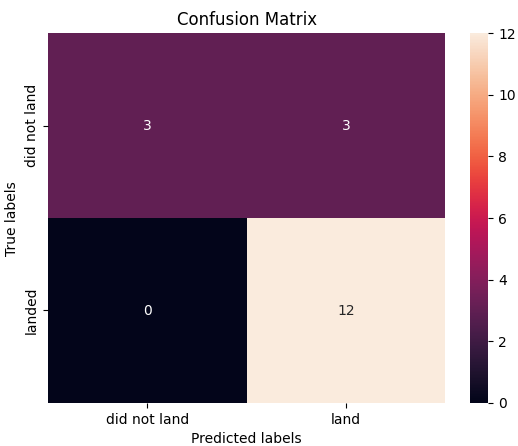 Confusion Matrix
True labels
did not land
landed
3
3
0
12
did not land
land
Predicted labels
12
10
8
6
4
2
0